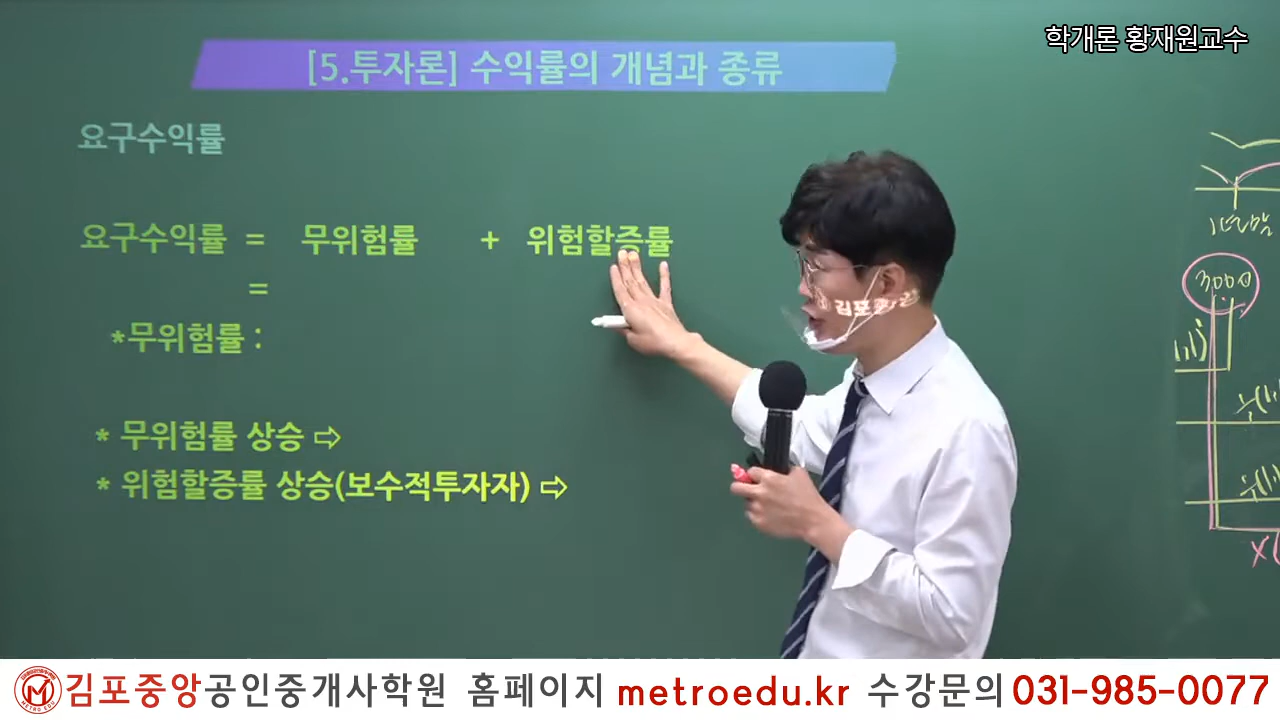 학개론 황재원교수
[5.투자론] 수익률의 개념과 종류
요구수익률
요구수익률 = 무위험률 + 위험할증률
=
*무위험률 :
* 무위험률 상승 ⇨
* 위험할증률 상승(보수적투자자) ⇨
3000
김포중앙공인중개사학원 홈페이지 metroedu.kr 수강문의 031-985-0077